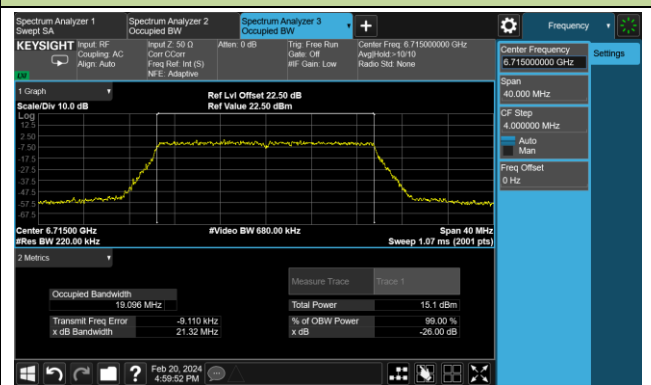 Spectrum Analyzer 1
Swept SA
Spectrum Analyzer 2
Occupied BW
Spectrum Analyzer 3
Occupied BW
+
Frequency
KEYSIGHT
Input: RF
Coupling: AC
Align: Auto
Input Z: 50 Ω
Corr CCorr
Freq Ref: Int (S)
NFE: Adaptive
Atten: 0 dB
Trig: Free Run
Gate: Off
#IF Gain: Low
Center Freq: 6.715000000 GHz
Avg|Hold:>10/10
Radio Std: None
LXI
Center Frequency
6.715000000 GHz
Settings
Span
40.000 MHz
CF Step
4.000000 MHz
Auto
Man
Freq Offset
0 Hz
1 Graph
Scale/Div 10.0 dB
Ref Lvl Offset 22.50 dB
Ref Value 22.50 dBm
Log
12.5
2.50
-7.50
-17.5
-27.5
-37.5
-47.5
-57.5
-67.5
Center 6.71500 GHz
#Res BW 220.00 kHz
#Video BW 680.00 kHz
Span 40 MHz
Sweep 1.07 ms (2001 pts)
2 Metrics
Measure Trace
Trace 1
Occupied Bandwidth
19.096 MHz
Total Power
15.1 dBm
Transmit Freq Error
-9.110 kHz
% of OBW Power
99.00 %
x dB Bandwidth
21.32 MHz
x dB
-26.00 dB
?
Feb 20, 2024
4:59:52 PM